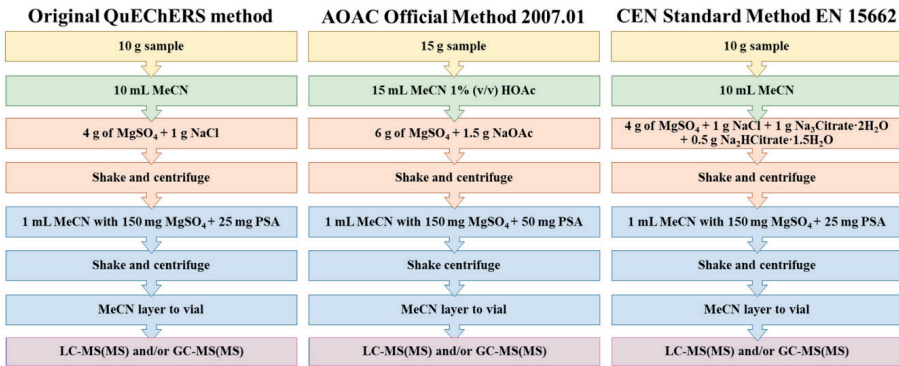 Original QuEChERS method
10 g sample
10 mL MeCN
4 g of MgSO₄ + 1 g NaCl
Shake and centrifuge
1 mL MeCN with 150 mg MgSO₄ + 25 mg PSA
Shake and centrifuge
MeCN layer to vial
LC-MS(MS) and/or GC-MS(MS)
AOAC Official Method 2007.01
15 g sample
15 mL MeCN 1% (v/v) HOAc
6 g of MgSO₄ + 1.5 g NaOAc
Shake and centrifuge
1 mL MeCN with 150 mg MgSO₄ + 50 mg PSA
Shake centrifuge
MeCN layer to vial
LC-MS(MS) and/or GC-MS(MS)
CEN Standard Method EN 15662
10 g sample
10 mL MeCN
4 g of MgSO₄ + 1 g NaCl + 1 g Na₃Citrate·2H₂O
+ 0.5 g Na₂HCitrate·1.5H₂O
Shake and centrifuge
1 mL MeCN with 150 mg MgSO₄ + 25 mg PSA
Shake and centrifuge
MeCN layer to vial
LC-MS(MS) and/or GC-MS(MS)